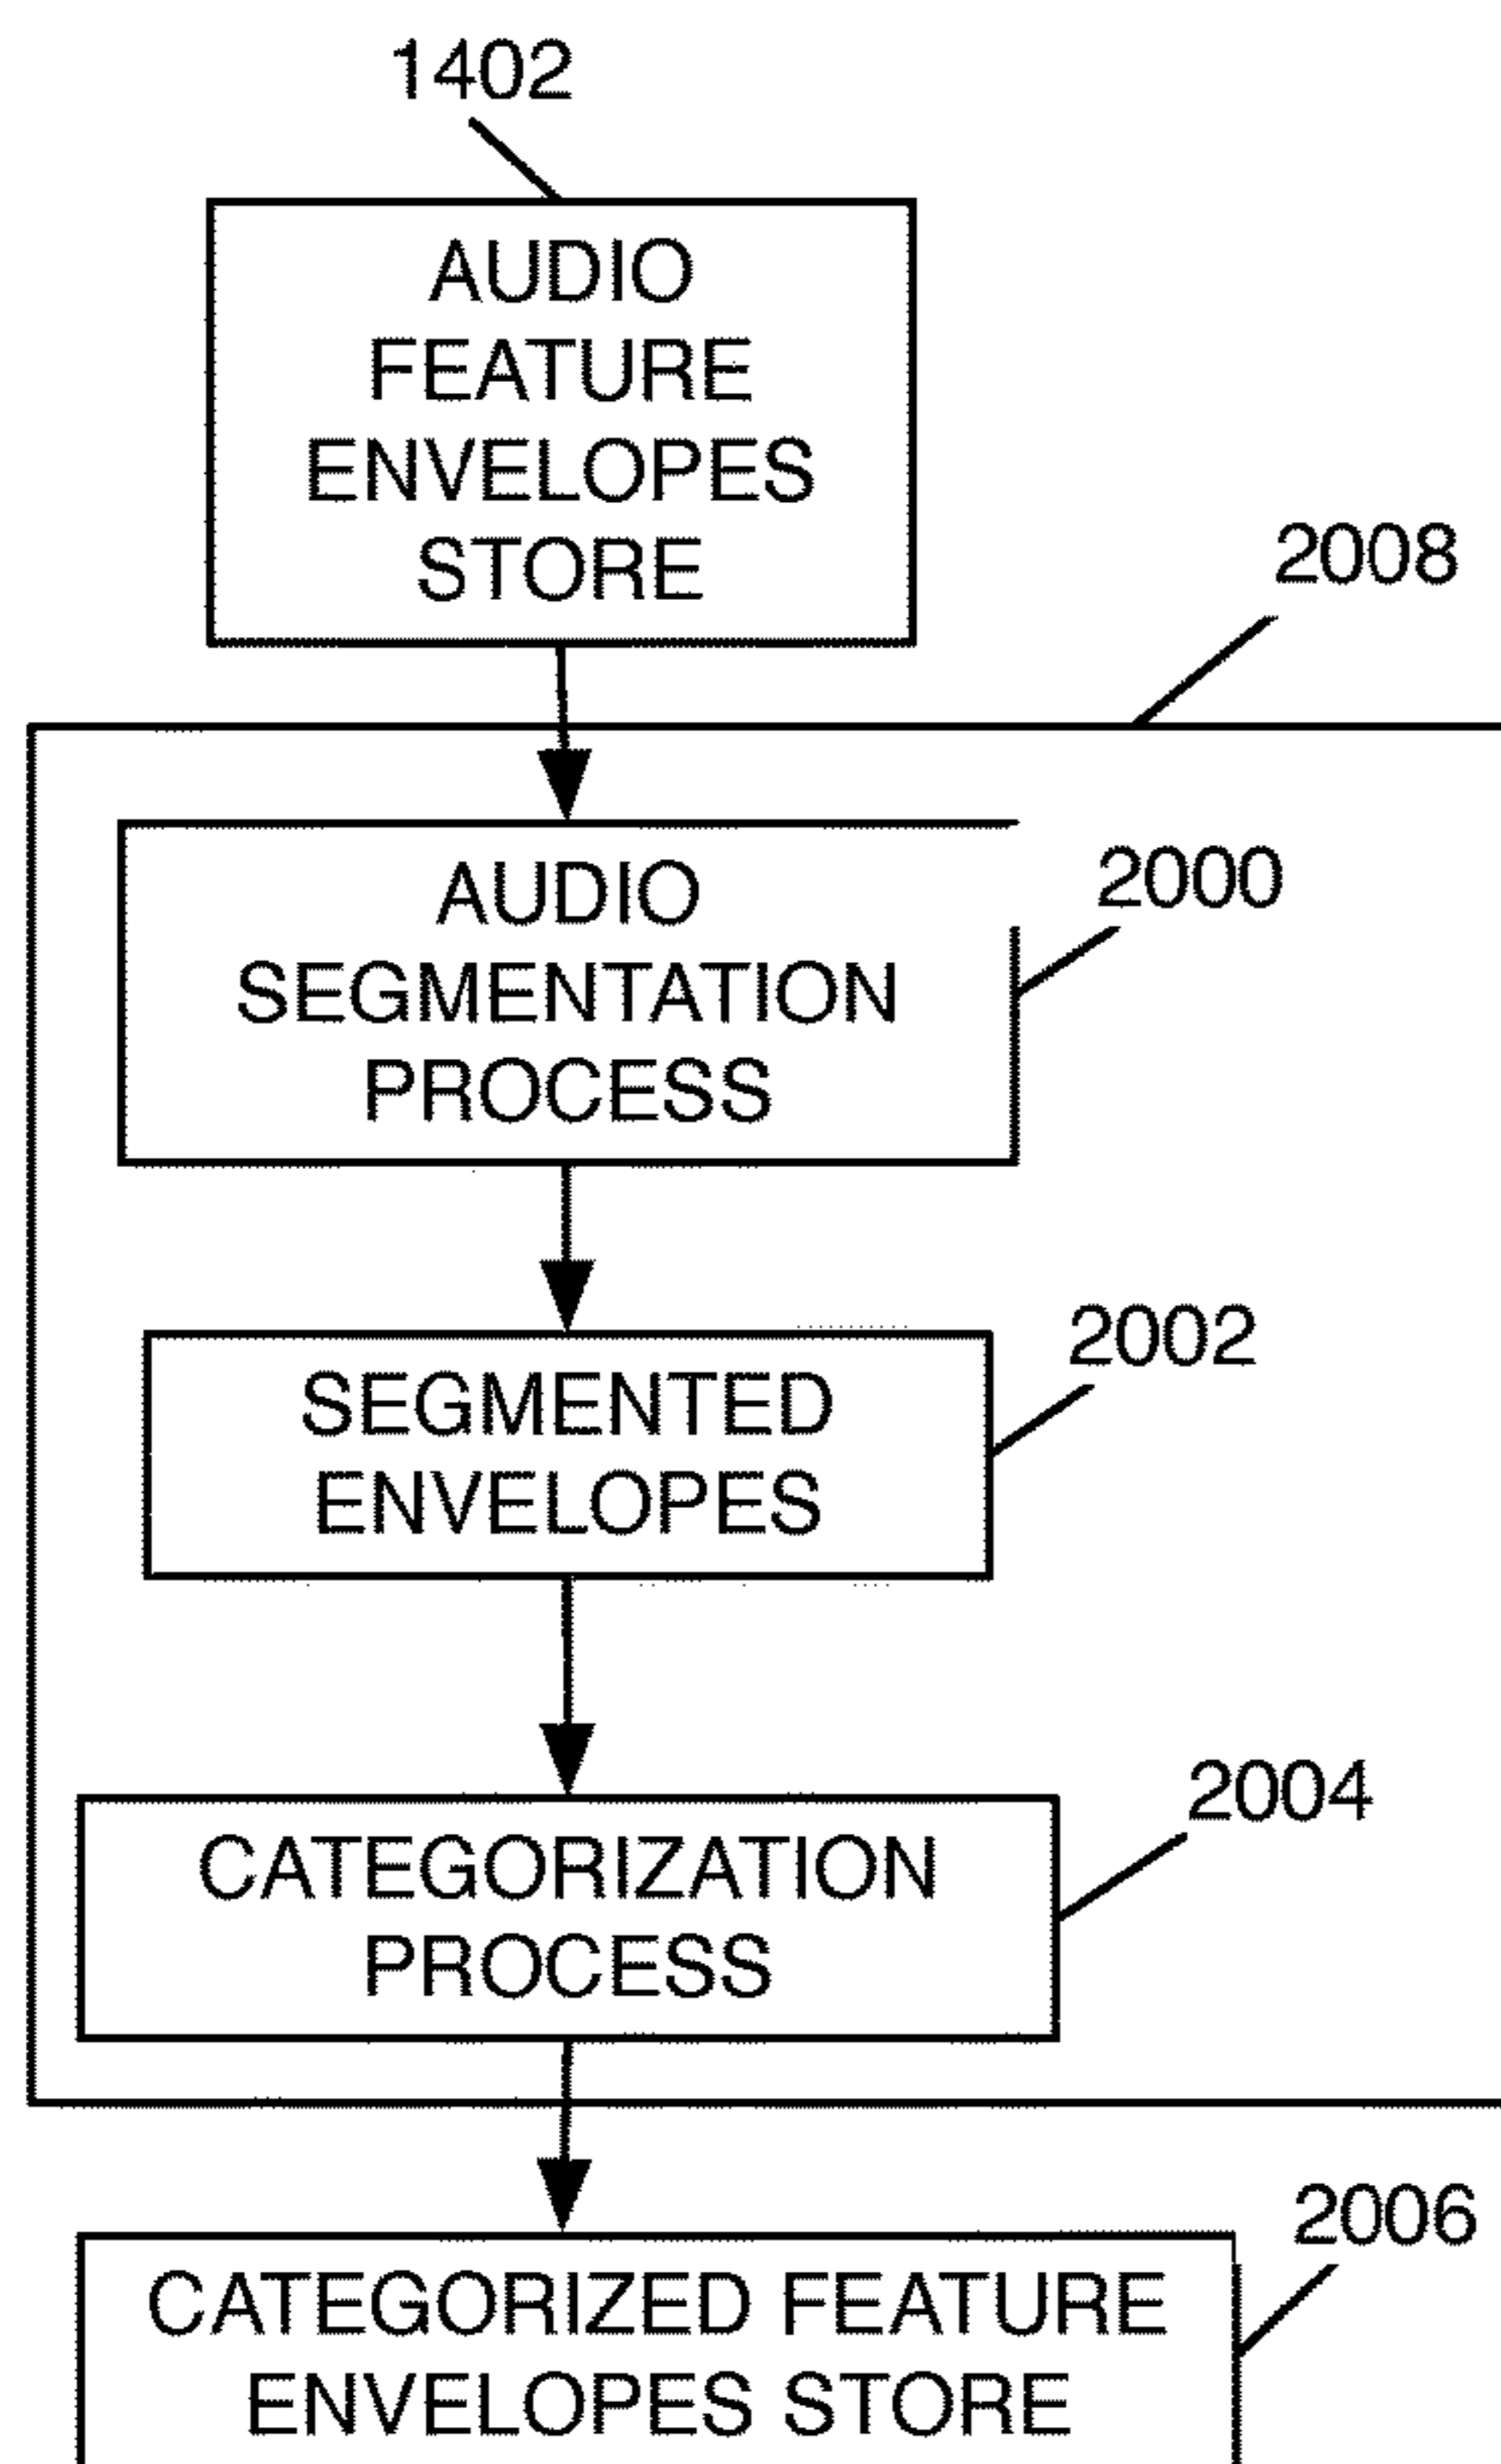 1402
AUDIO
FEATURE
ENVELOPES
STORE
2008
AUDIO
2000
SEGMENTATION
PROCESS
2002
SEGMENTED
ENVELOPES
2004
CATEGORIZATION
PROCESS
2006
CATEGORIZED FEATURE
ENVELOPES STORE